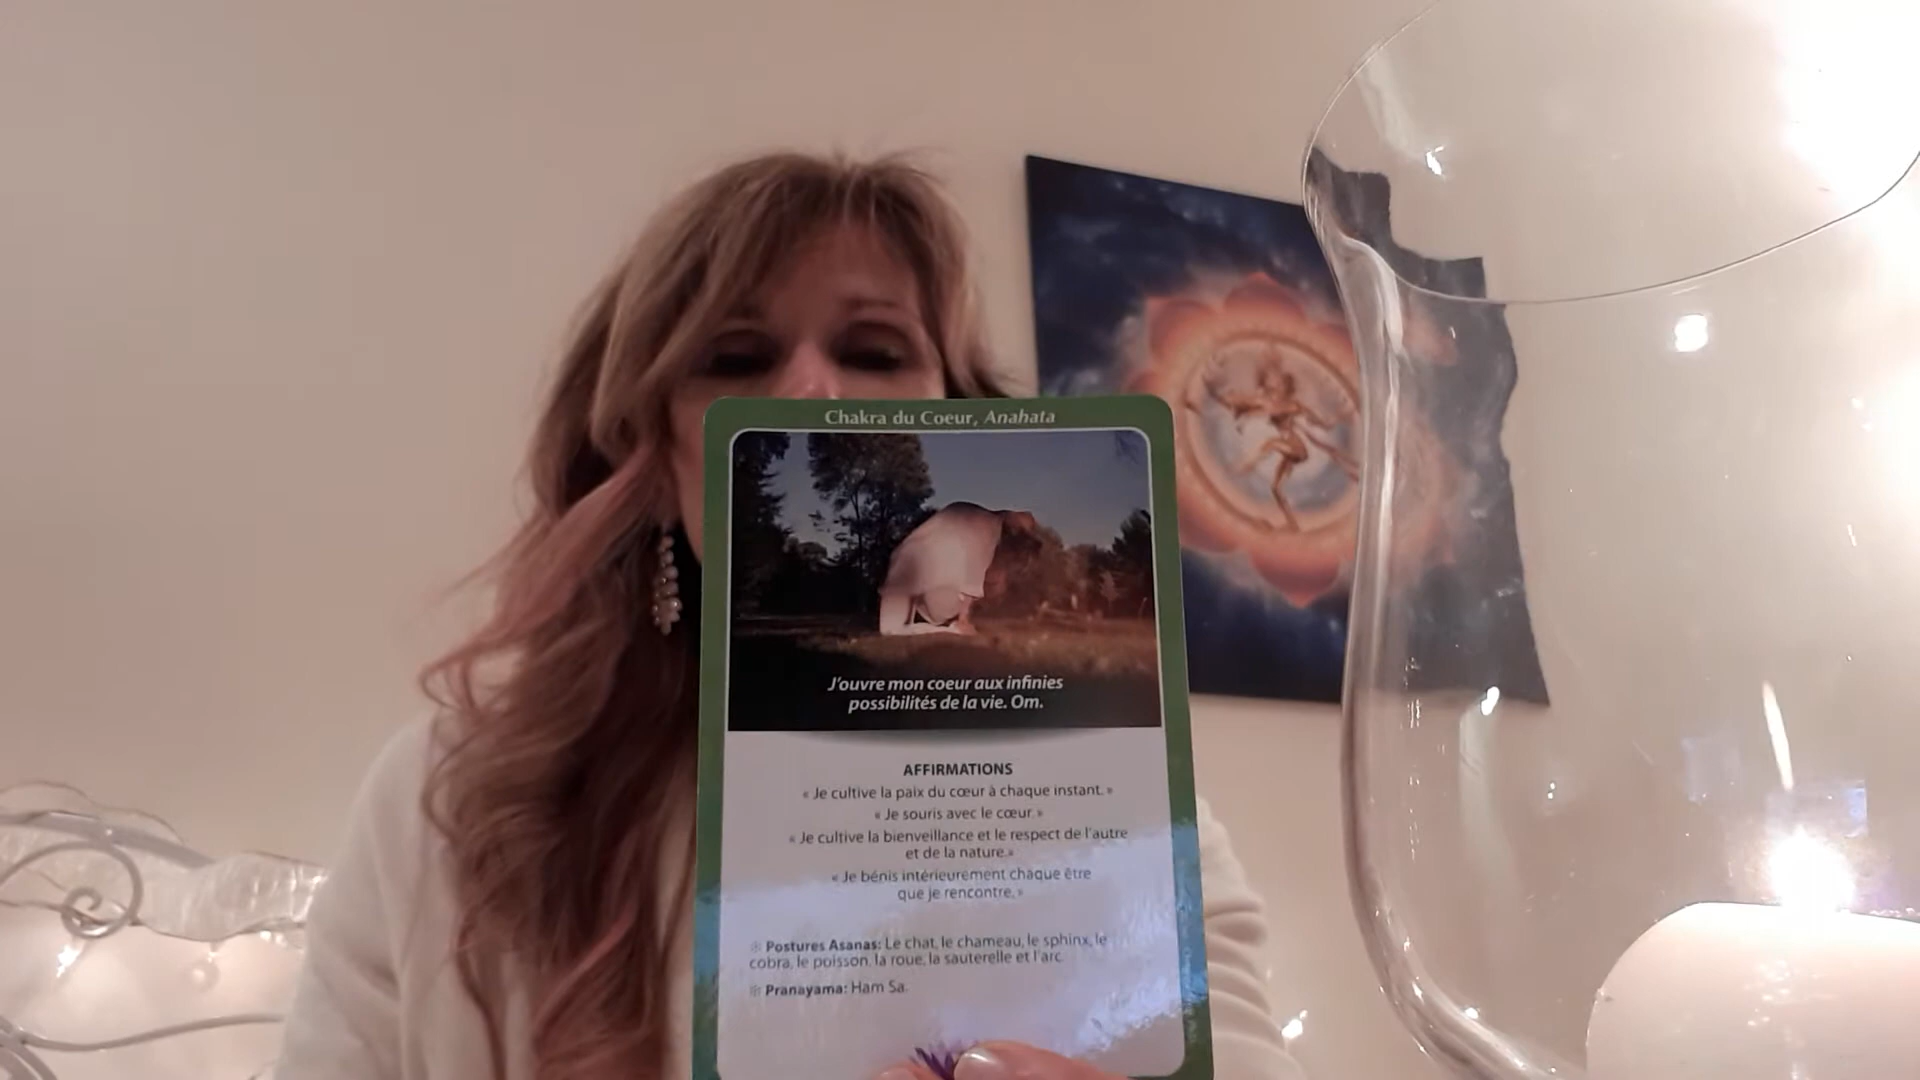 Chakra du Coeur, Anahata
J'ouvre mon coeur aux infinies
possibilités de la vie. Om.
AFFIRMATIONS
« Je cultive la paix du cœur à chaque instant. »
« Je souris avec le cœur. »
« Je cultive la bienveillance et le respect de l'autre
et de la nature.»
« Je bénis intérieurement chaque être
que je rencontre. »
Postures Asanas: Le chat, le chameau, le sphinx, le
cobra, le poisson, la roue, la sauterelle et l'arc.
Pranayama: Ham Sa.